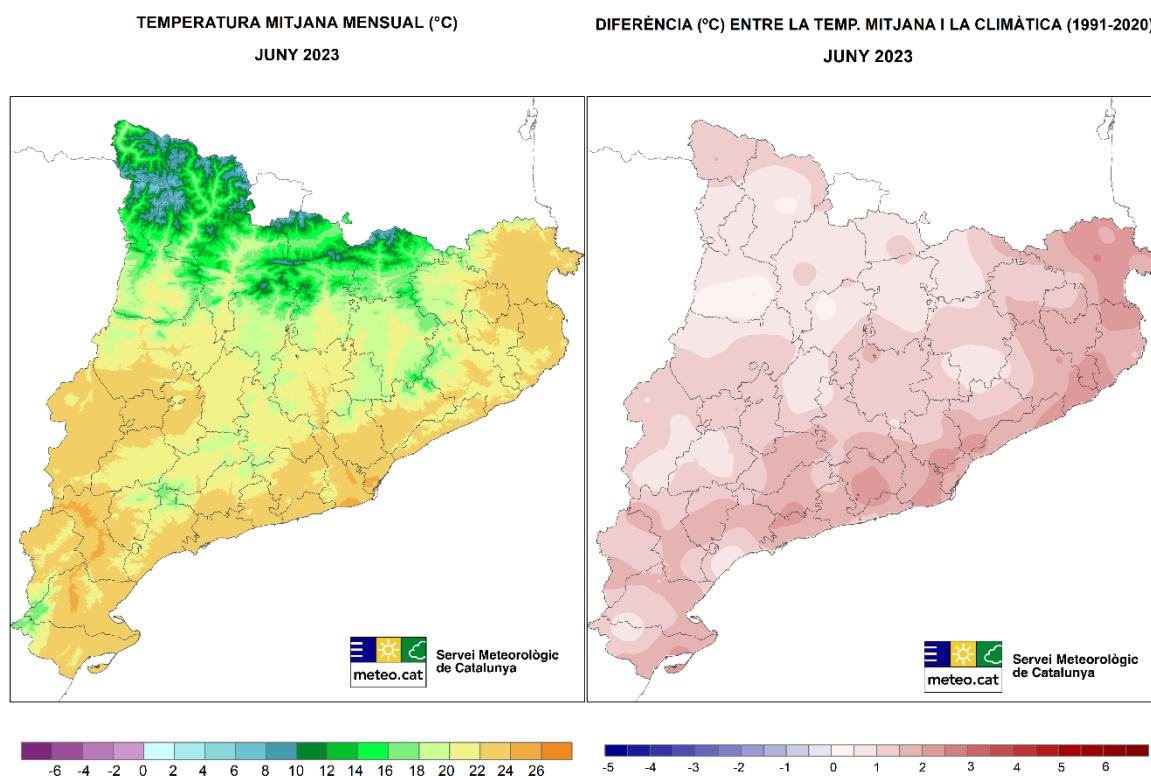 TEMPERATURA MITJANA MENSUAL (°C)
JUNY 2023
DIFERÈNCIA (ºC) ENTRE LA TEMP. MITJANA I LA CLIMÀTICA (1991-2020)
JUNY 2023
meteo.cat
Servei Meteorològic
de Catalunya
meteo.cat
Servei Meteorològic
de Catalunya
-6 -4 -2 0 2 4 6 8 10 12 14 16 18 20 22 24 26
-5 -4 -3 -2 -1 0 1 2 3 4 5 6